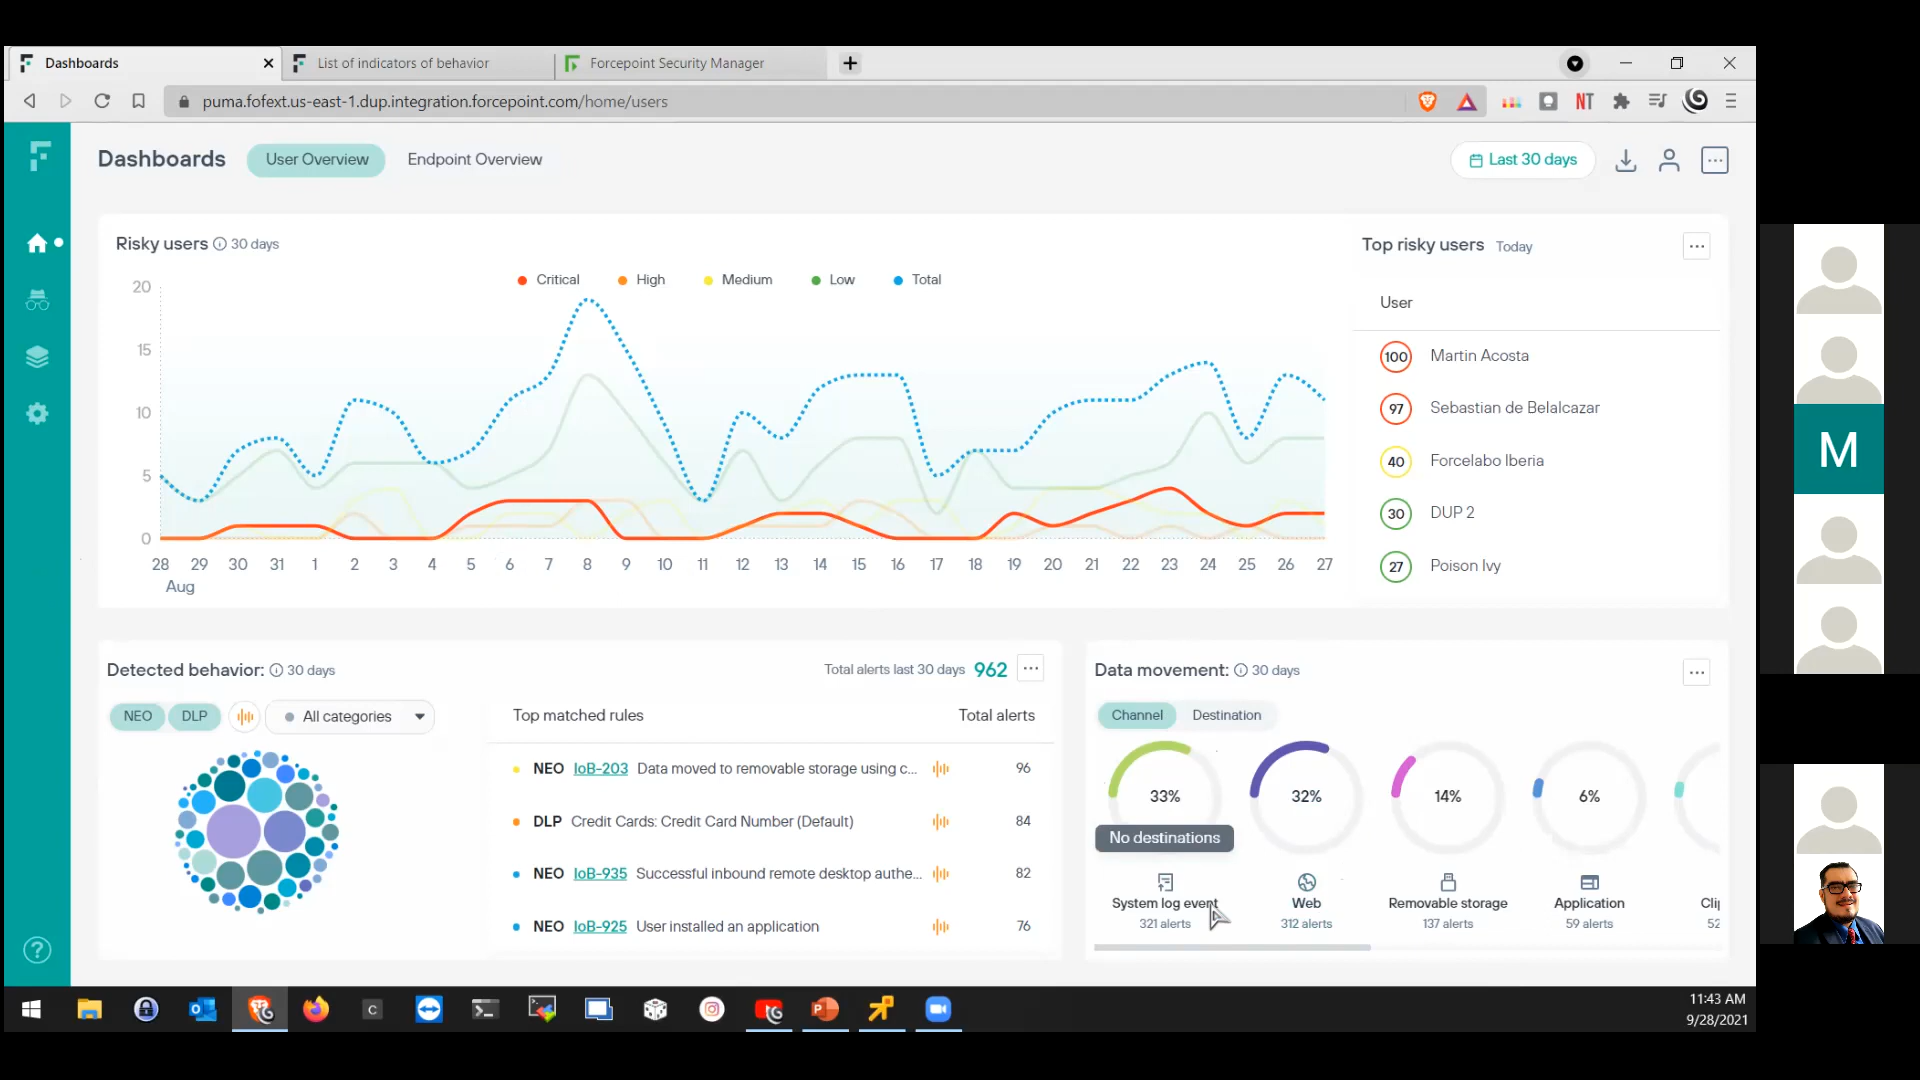 Dashboards
List of indicators of behavior
Forcepoint Security Manager
puma.fofext.us-east-1.dup.integration.forcepoint.com/home/users
NT
Dashboards
User Overview
Endpoint Overview
Last 30 days
Risky users 30 days
Critical High Medium Low Total
20
15
10
5
0
28 29 30 31 1 2 3 4 5 6 7 8 9 10 11 12 13 14 15 16 17 18 19 20 21 22 23 24 25 26 27
Aug
Top risky users Today
User
100 Martin Acosta
97 Sebastian de Belalcazar
40 Forcelabo Iberia
30 DUP 2
27 Poison Ivy
Detected behavior: 30 days
Total alerts last 30 days 962
NEO DLP All categories
Top matched rules Total alerts
NEO IoB-203 Data moved to removable storage using c... 96
DLP Credit Cards: Credit Card Number (Default) 84
NEO IoB-935 Successful inbound remote desktop authe... 82
NEO IoB-925 User installed an application 76
Data movement: 30 days
Channel Destination
33% 32% 14% 6%
No destinations
System log event Web Removable storage Application Cli
321 alerts 312 alerts 137 alerts 59 alerts 52
M
11:43 AM
9/28/2021